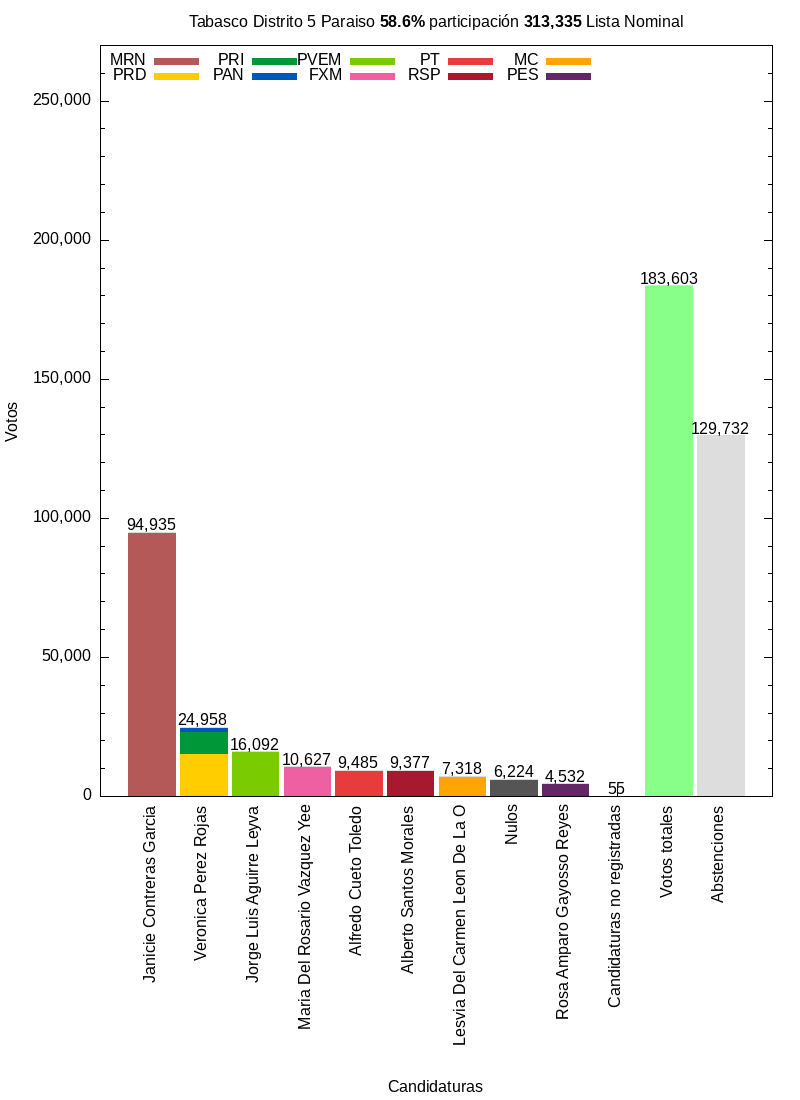 Tabasco Distrito 5 Paraiso 58.6% participación 313,335 Lista Nominal
MRN PRI PVEM PT MC
PRD PAN FXM RSP PES
250,000
200,000
150,000
100,000
50,000
0
Votos
94,935
24,958
16,092
10,627
9,485
9,377
7,318
6,224
4,532
55
183,603
129,732
Janicie Contreras Garcia
Veronica Perez Rojas
Jorge Luis Aguirre Leyva
Maria Del Rosario Vazquez Yee
Alfredo Cueto Toledo
Alberto Santos Morales
Lesvia Del Carmen Leon De La O
Nulos
Rosa Amparo Gayosso Reyes
Candidaturas no registradas
Votos totales
Abstenciones
Candidaturas